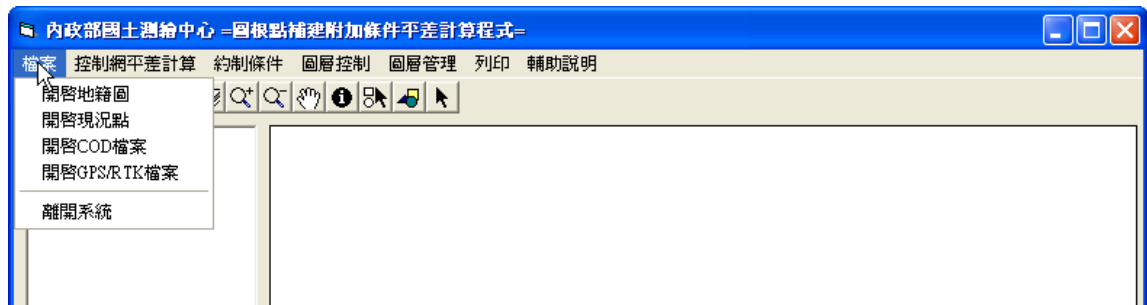 內政部國土測繪中心 =圖根點補建附加條件平差計算程式=
檔案 控制網平差計算 約制條件 圖層控制 圖層管理 列印 輔助說明
開啓地籍圖
開啓現況點
開啓COD檔案
開啓GPS/RTK檔案
離開系統